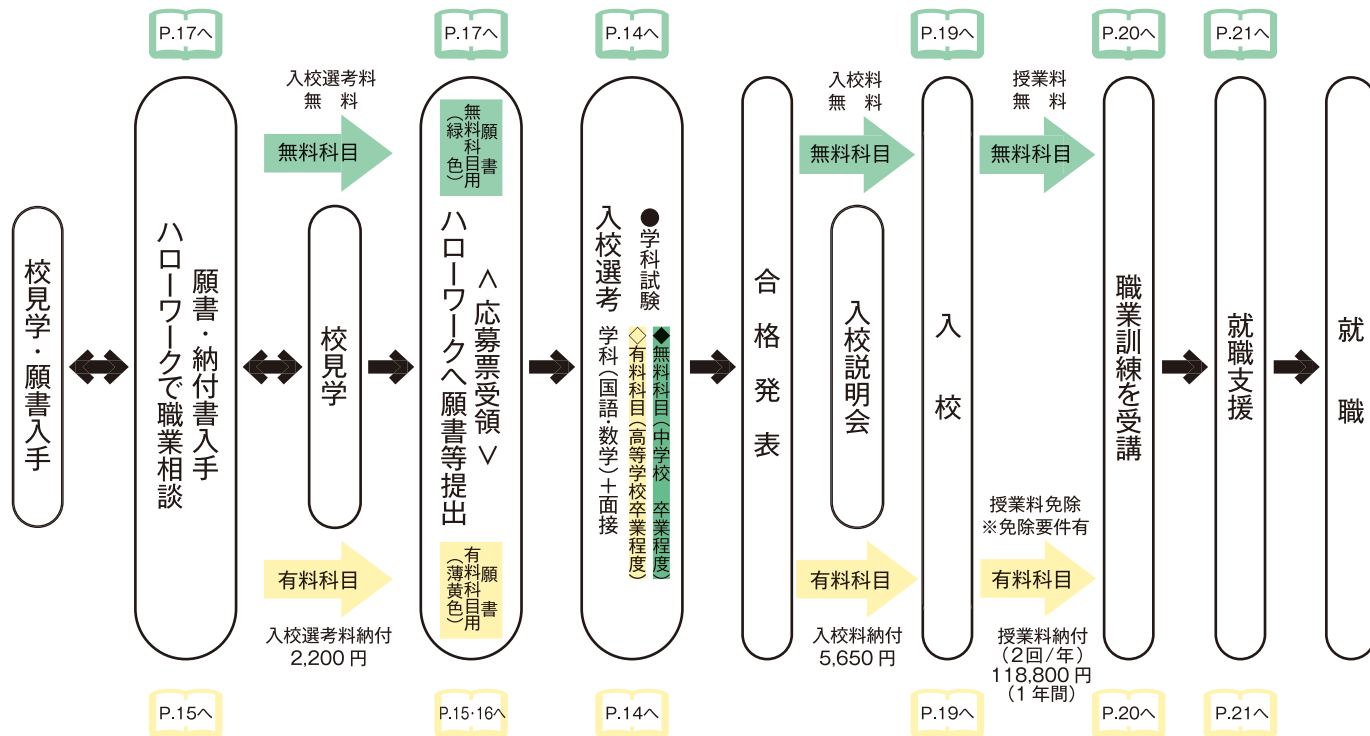 P.17へ
P.17へ
P.14へ
P.19へ
P.20へ
P.21へ
校見学・願書入手
願書・納付書入手
ハローワークで職業相談
入校選考料
無　料
無料科目
校見学
有料科目
入校選考料納付
2,200円
願　書
無料科目用
（緑　色）
＜応募票受領＞
ハローワークへ願書等提出
願　書
有料科目用
（薄黄色）
●学科試験
入校選考
◆無料科目（中学校　卒業程度）
◇有料科目（高等学校卒業程度）
学科（国語・数学）＋面接
合格発表
入校料
無　料
無料科目
入校説明会
有料科目
入校料納付
5,650円
入　校
授業料
無　料
無料科目
授業料免除
※免除要件有
有料科目
授業料納付
（2回/年）
118,800円
（1年間）
職業訓練を受講
就職支援
就　職
P.15へ
P.15・16へ
P.14へ
P.19へ
P.20へ
P.21へ